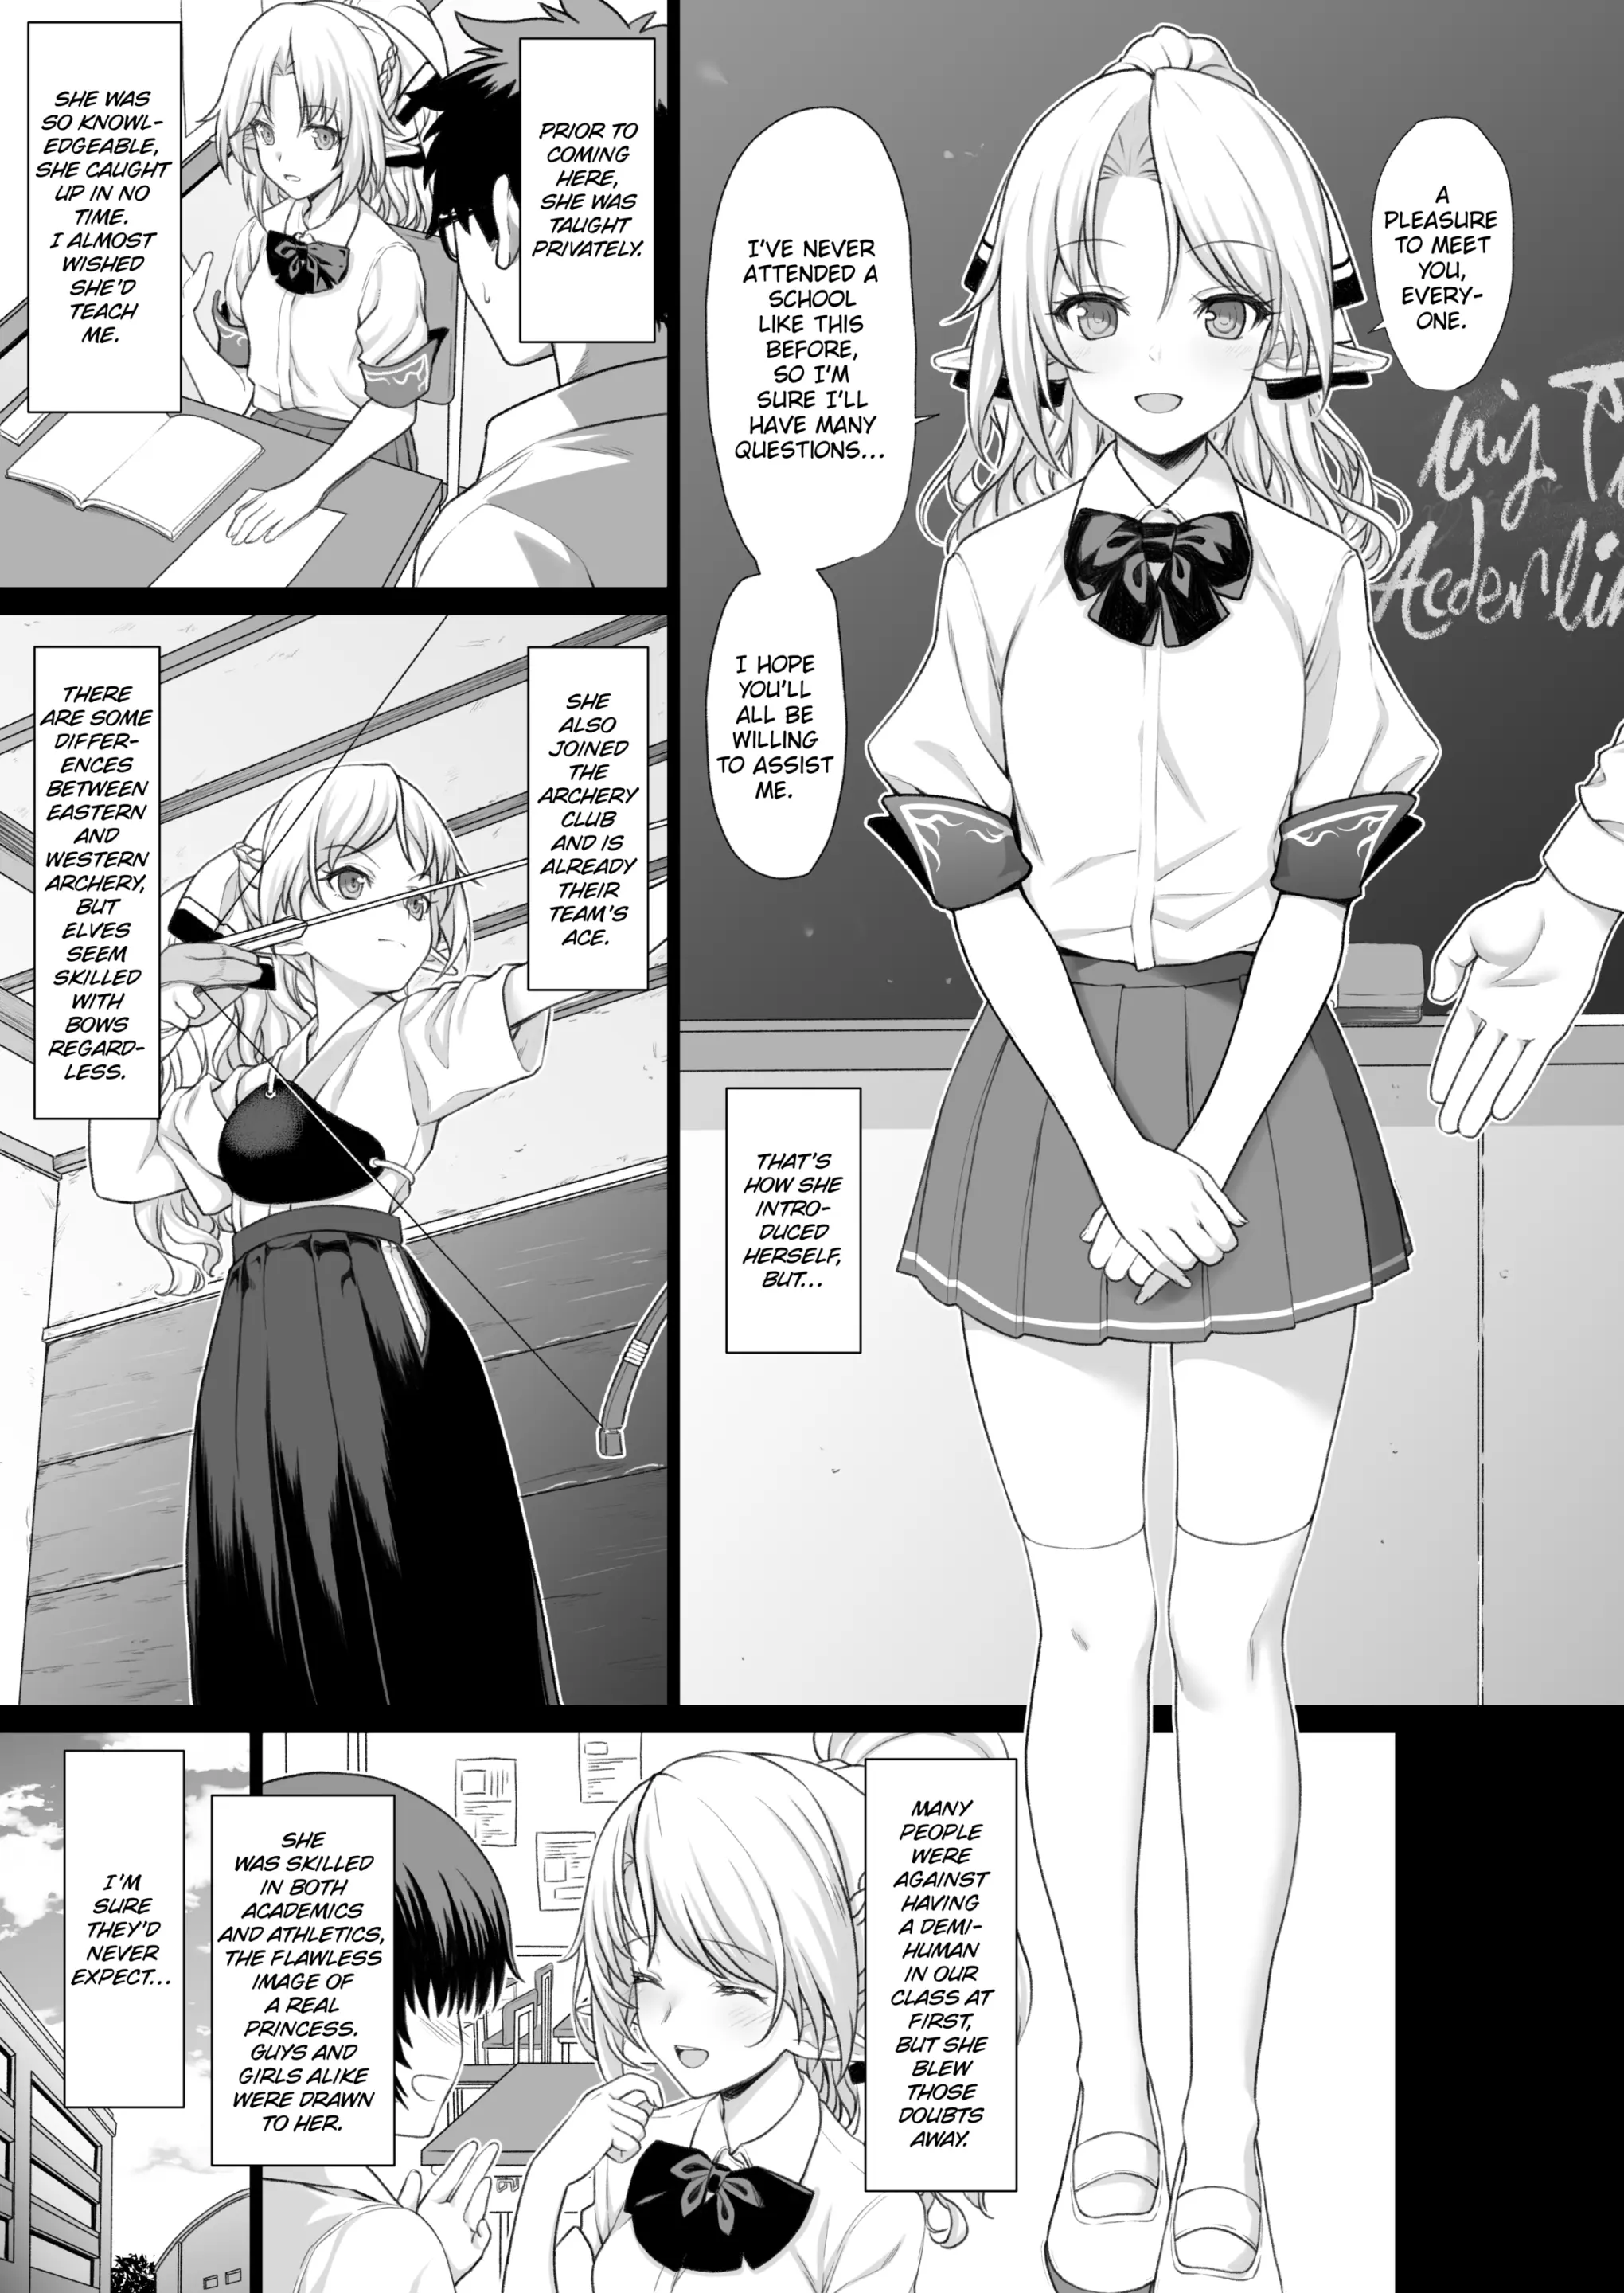 A
PLEASURE
TO MEET
YOU,
EVERY-
ONE.
I'VE NEVER
ATTENDED A
SCHOOL
LIKE THIS
BEFORE,
SO I'M
SURE I'LL
HAVE MANY
QUESTIONS...
I HOPE
YOU'LL
ALL BE
WILLING
TO ASSIST
ME.
THAT'S
HOW SHE
INTRO-
DUCED
HERSELF,
BUT...
PRIOR TO
COMING
HERE,
SHE WAS
TAUGHT
PRIVATELY.
SHE WAS
SO KNOWL-
EDGEABLE,
SHE CAUGHT
UP IN NO
TIME.
I ALMOST
WISHED
SHE'D
TEACH
ME.
SHE
ALSO
JOINED
THE
ARCHERY
CLUB
AND IS
ALREADY
THEIR
TEAM'S
ACE.
THERE
ARE SOME
DIFFER-
ENCES
BETWEEN
EASTERN
AND
WESTERN
ARCHERY,
BUT
ELVES
SEEM
SKILLED
WITH
BOWS
REGARD-
LESS.
MANY
PEOPLE
WERE
AGAINST
HAVING
A DEMI-
HUMAN
IN OUR
CLASS AT
FIRST,
BUT SHE
BLEW
THOSE
DOUBTS
AWAY.
SHE
WAS SKILLED
IN BOTH
ACADEMICS
AND ATHLETICS,
THE FLAWLESS
IMAGE OF
A REAL
PRINCESS.
GUYS AND
GIRLS ALIKE
WERE DRAWN
TO HER.
I'M
SURE
THEY'D
NEVER
EXPECT...